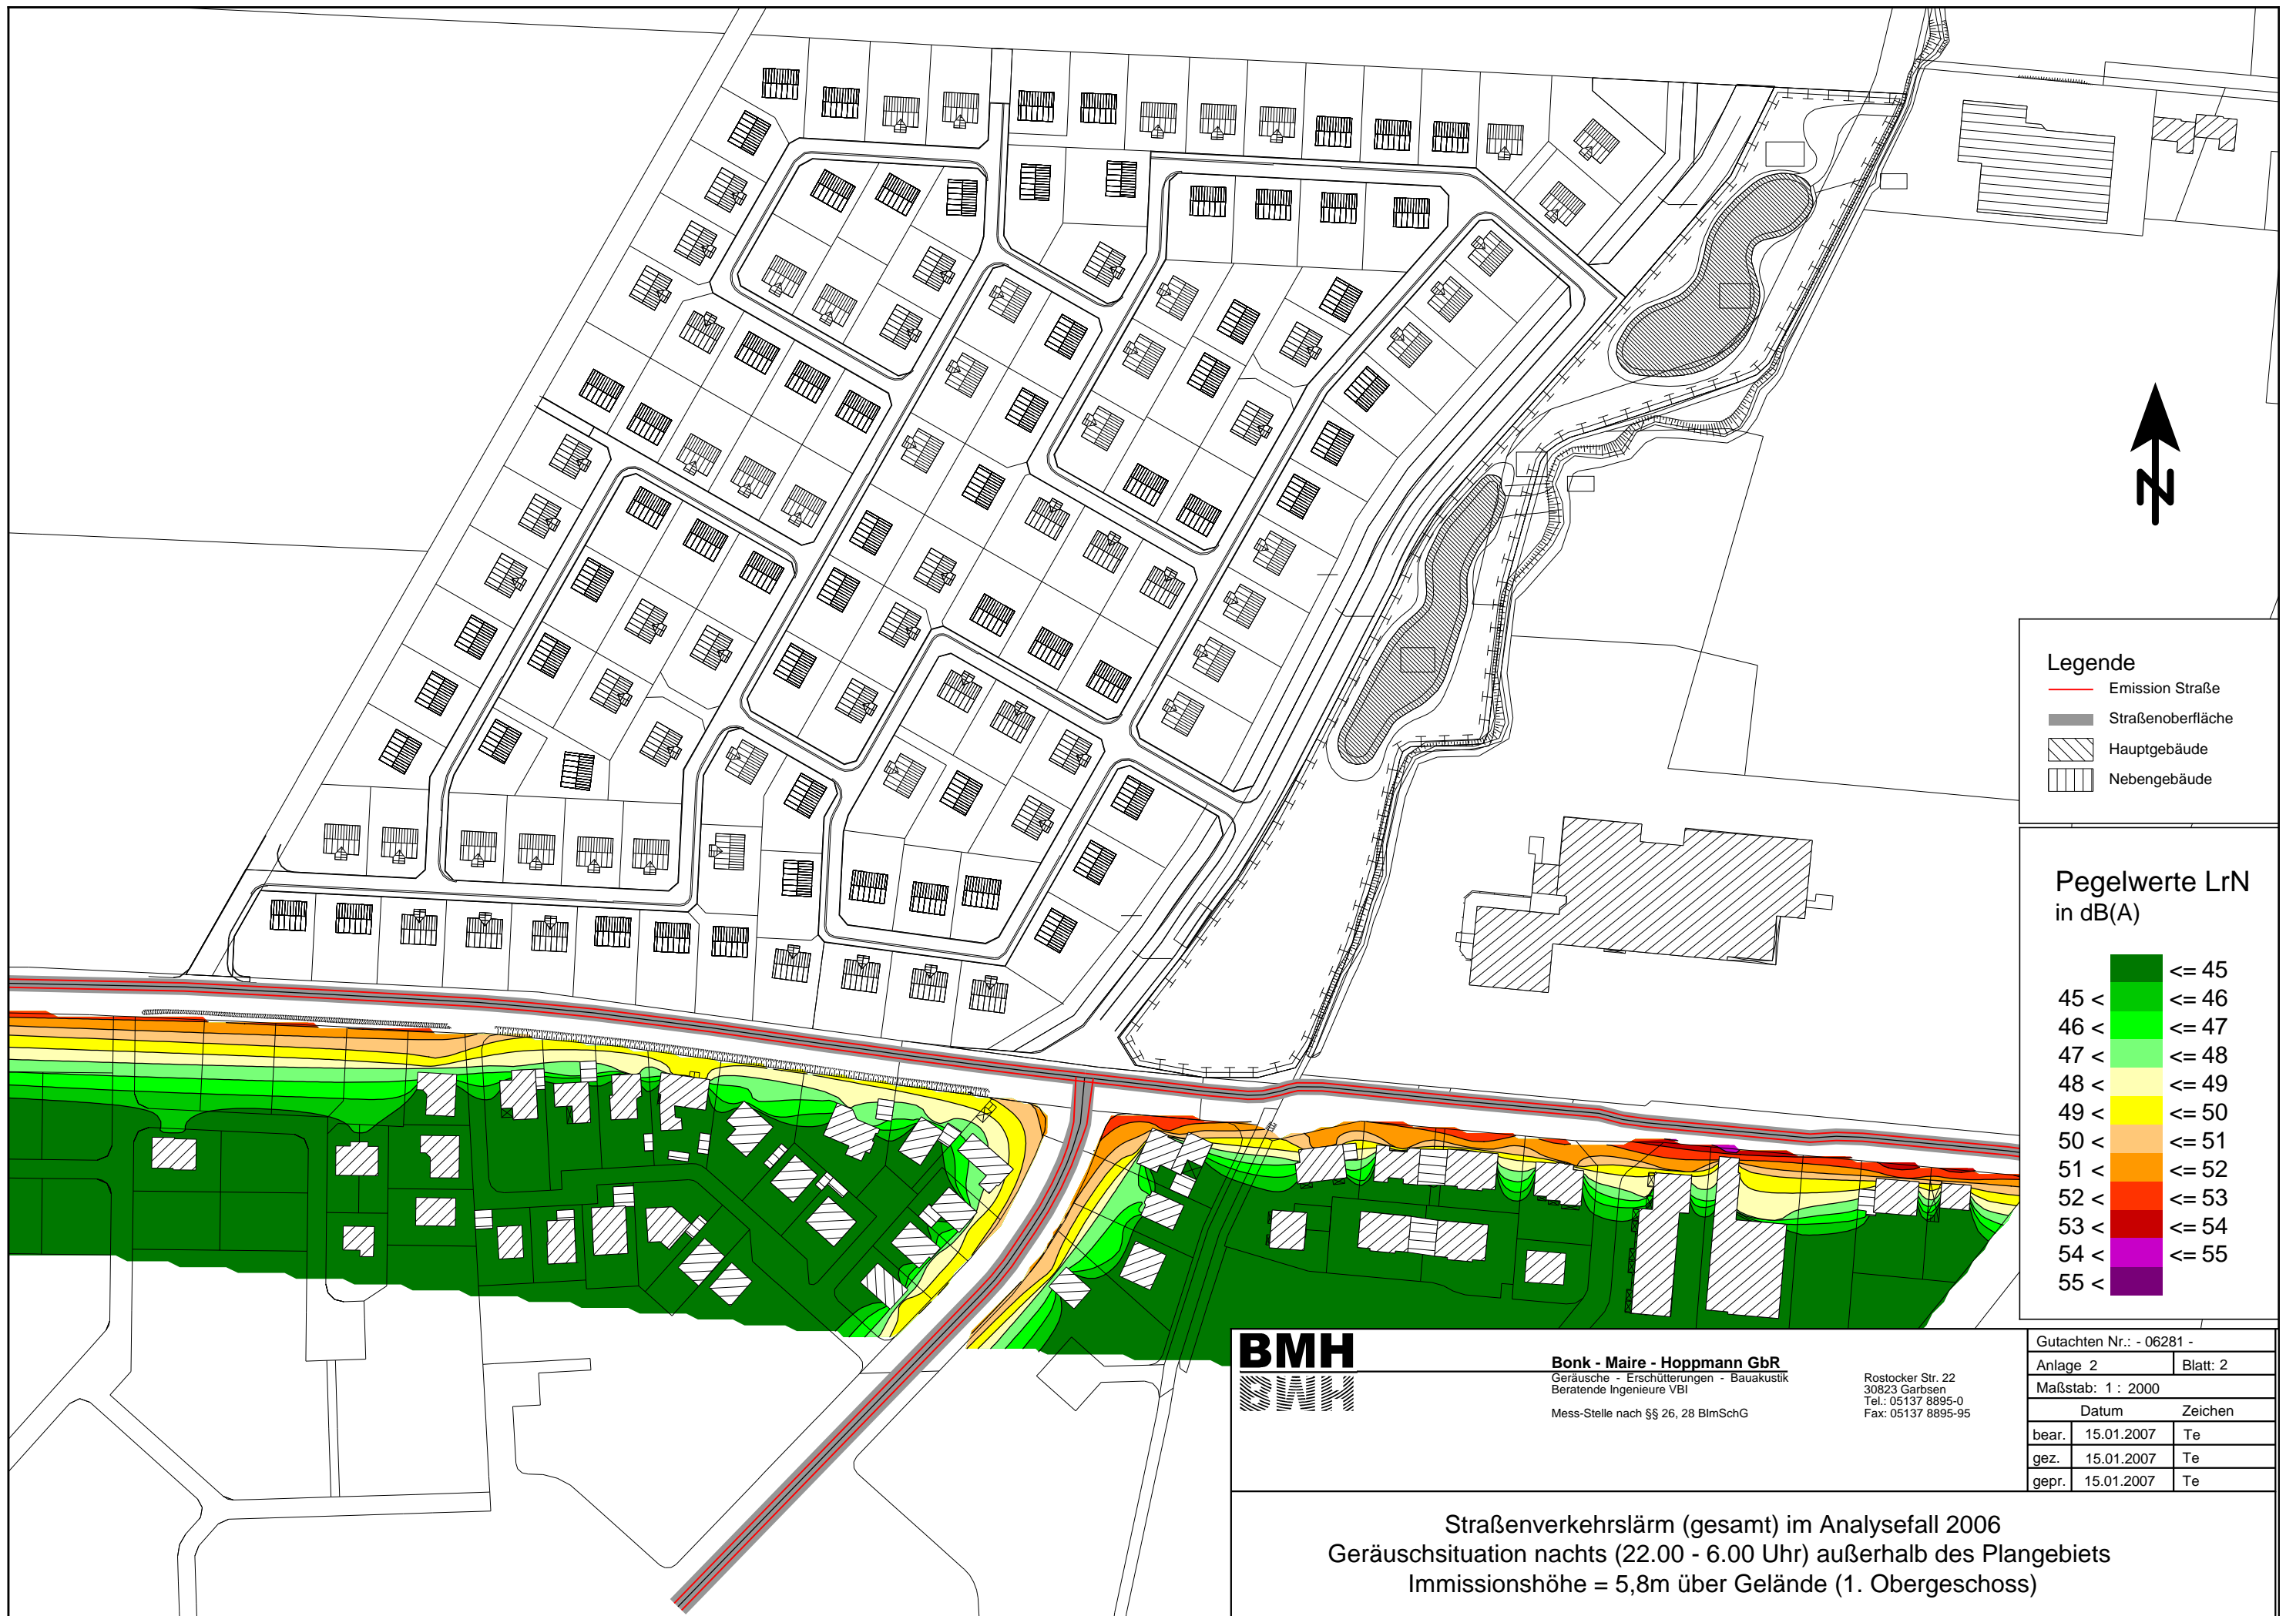 N
Legende
Emission Straße
Straßenoberfläche
Hauptgebäude
Nebengebäude
Pegelwerte LrN
in dB(A)
<= 45
45 < <= 46
46 < <= 47
47 < <= 48
48 < <= 49
49 < <= 50
50 < <= 51
51 < <= 52
52 < <= 53
53 < <= 54
54 < <= 55
55 <
BMH
BMH
Bonk - Maire - Hoppmann GbR
Geräusche - Erschütterungen - Bauakustik
Beratende Ingenieure VBI
Mess-Stelle nach §§ 26, 28 BImSchG
Rostocker Str. 22
30823 Garbsen
Tel.: 05137 8895-0
Fax: 05137 8895-95
Gutachten Nr.: - 06281 -
Anlage 2 Blatt: 2
Maßstab: 1 : 2000
Datum Zeichen
bear. 15.01.2007 Te
gez. 15.01.2007 Te
gepr. 15.01.2007 Te
Straßenverkehrslärm (gesamt) im Analysefall 2006
Geräuschsituation nachts (22.00 - 6.00 Uhr) außerhalb des Plangebiets
Immissionshöhe = 5,8m über Gelände (1. Obergeschoss)